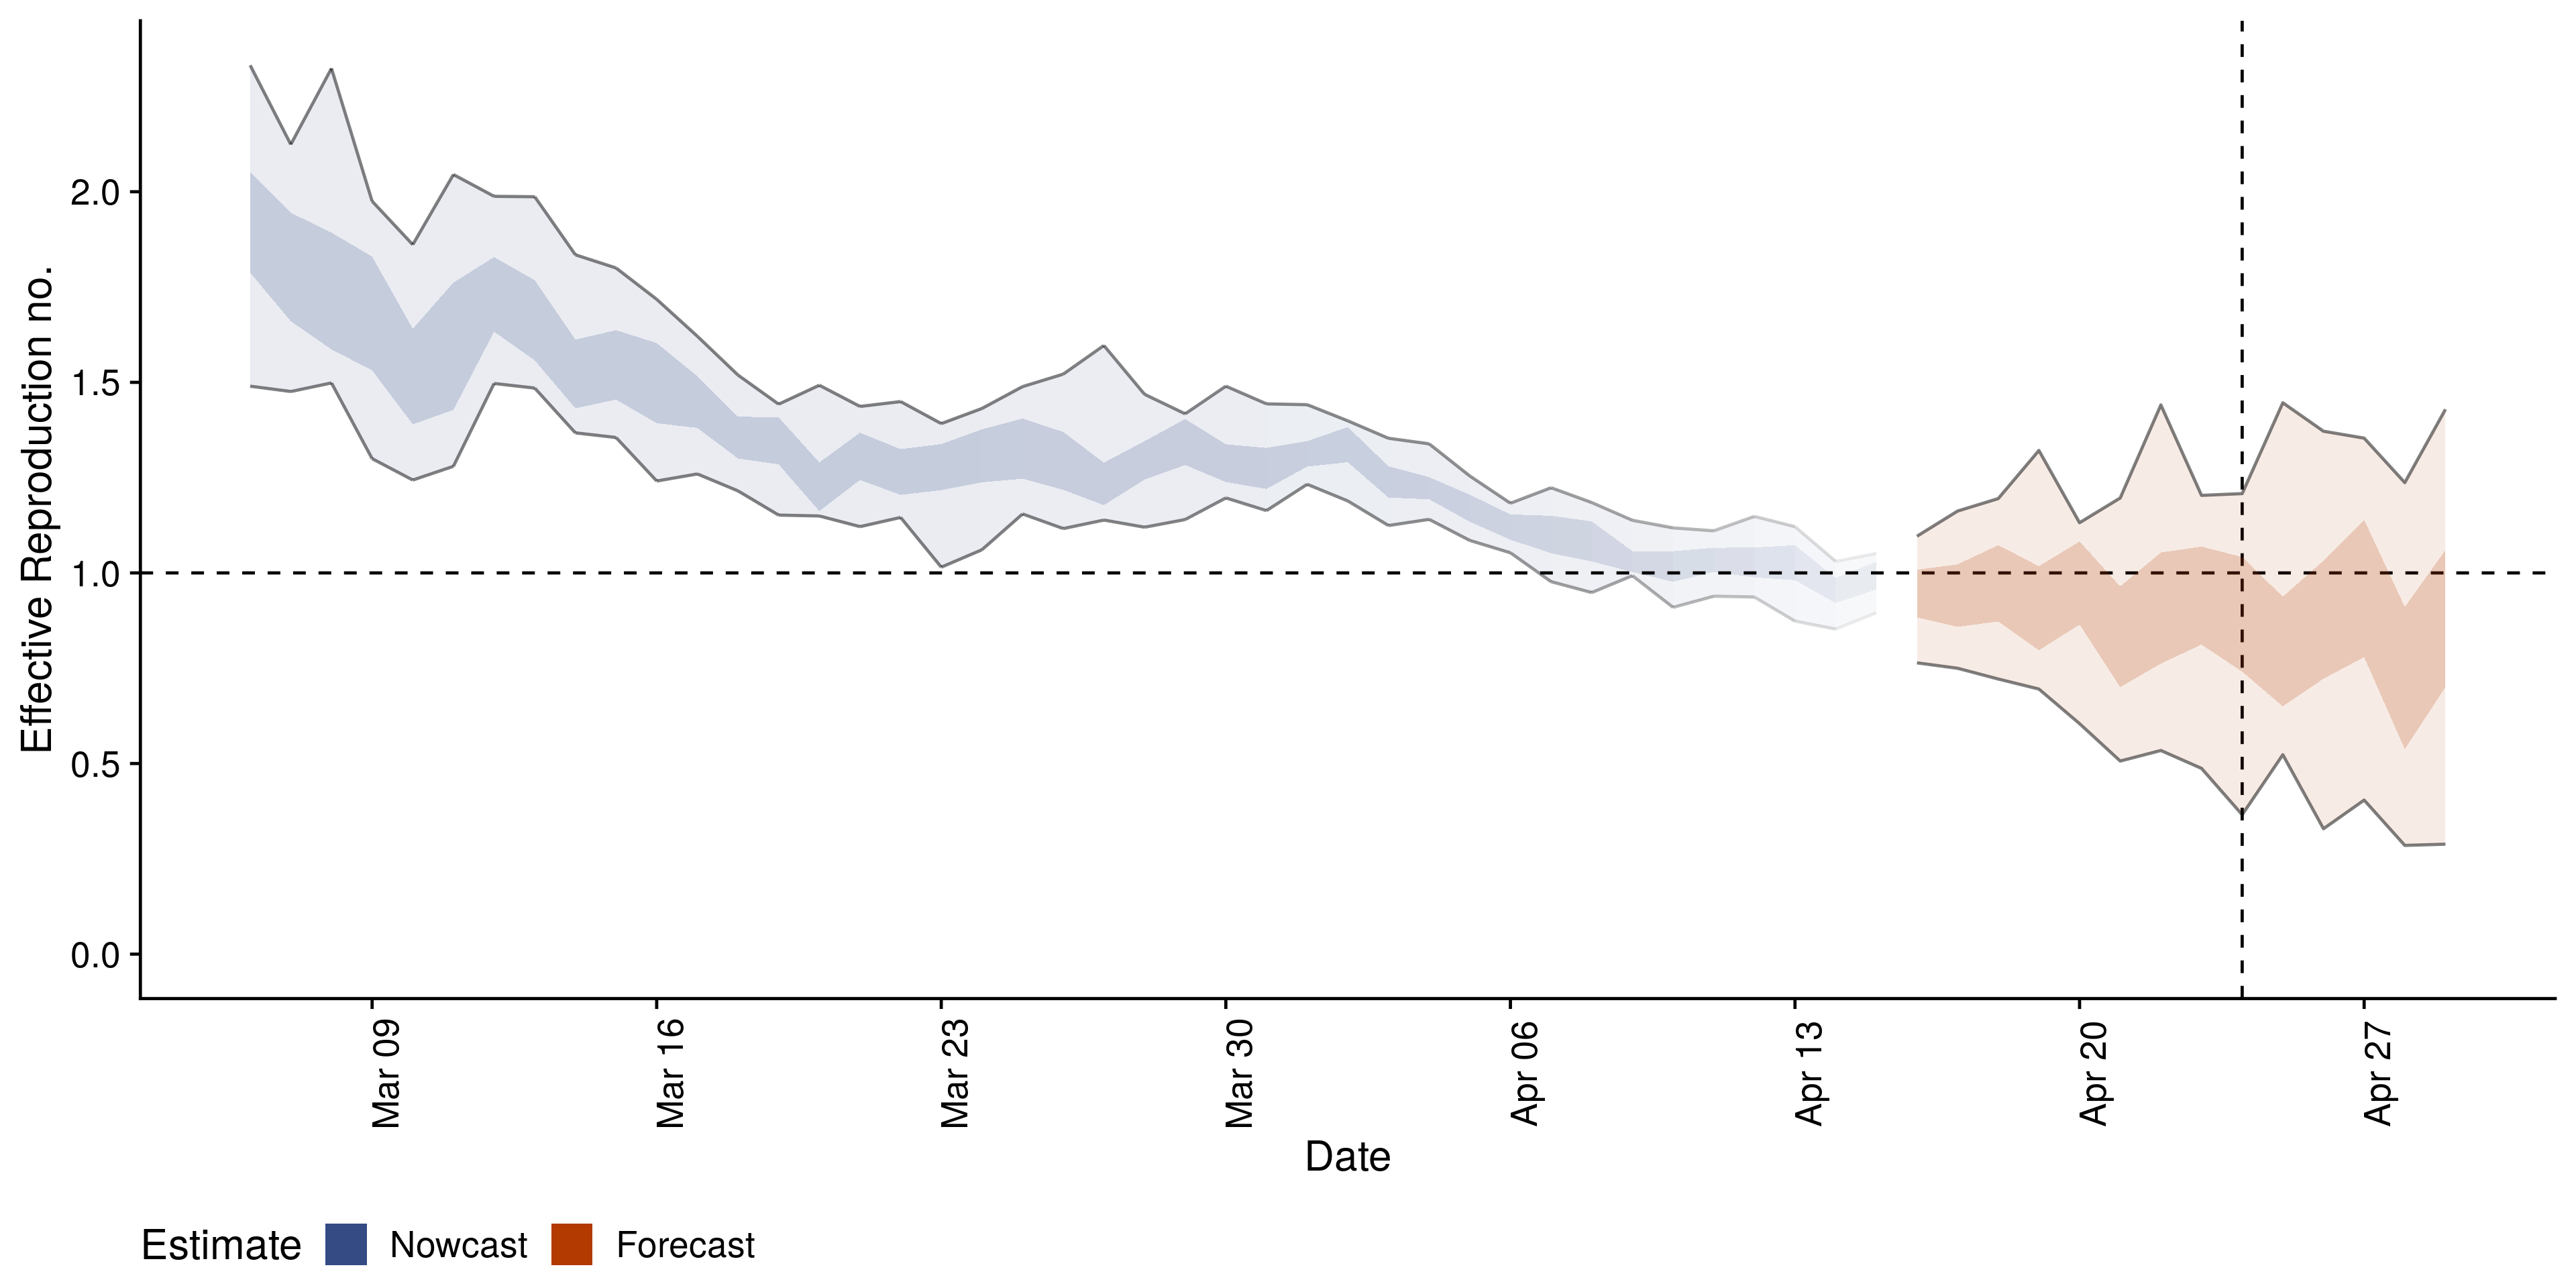 Effective Reproduction no.
2.0
1.5
1.0
0.5
0.0
Mar 09
Mar 16
Mar 23
Mar 30
Apr 06
Apr 13
Apr 20
Apr 27
Date
Estimate Nowcast Forecast